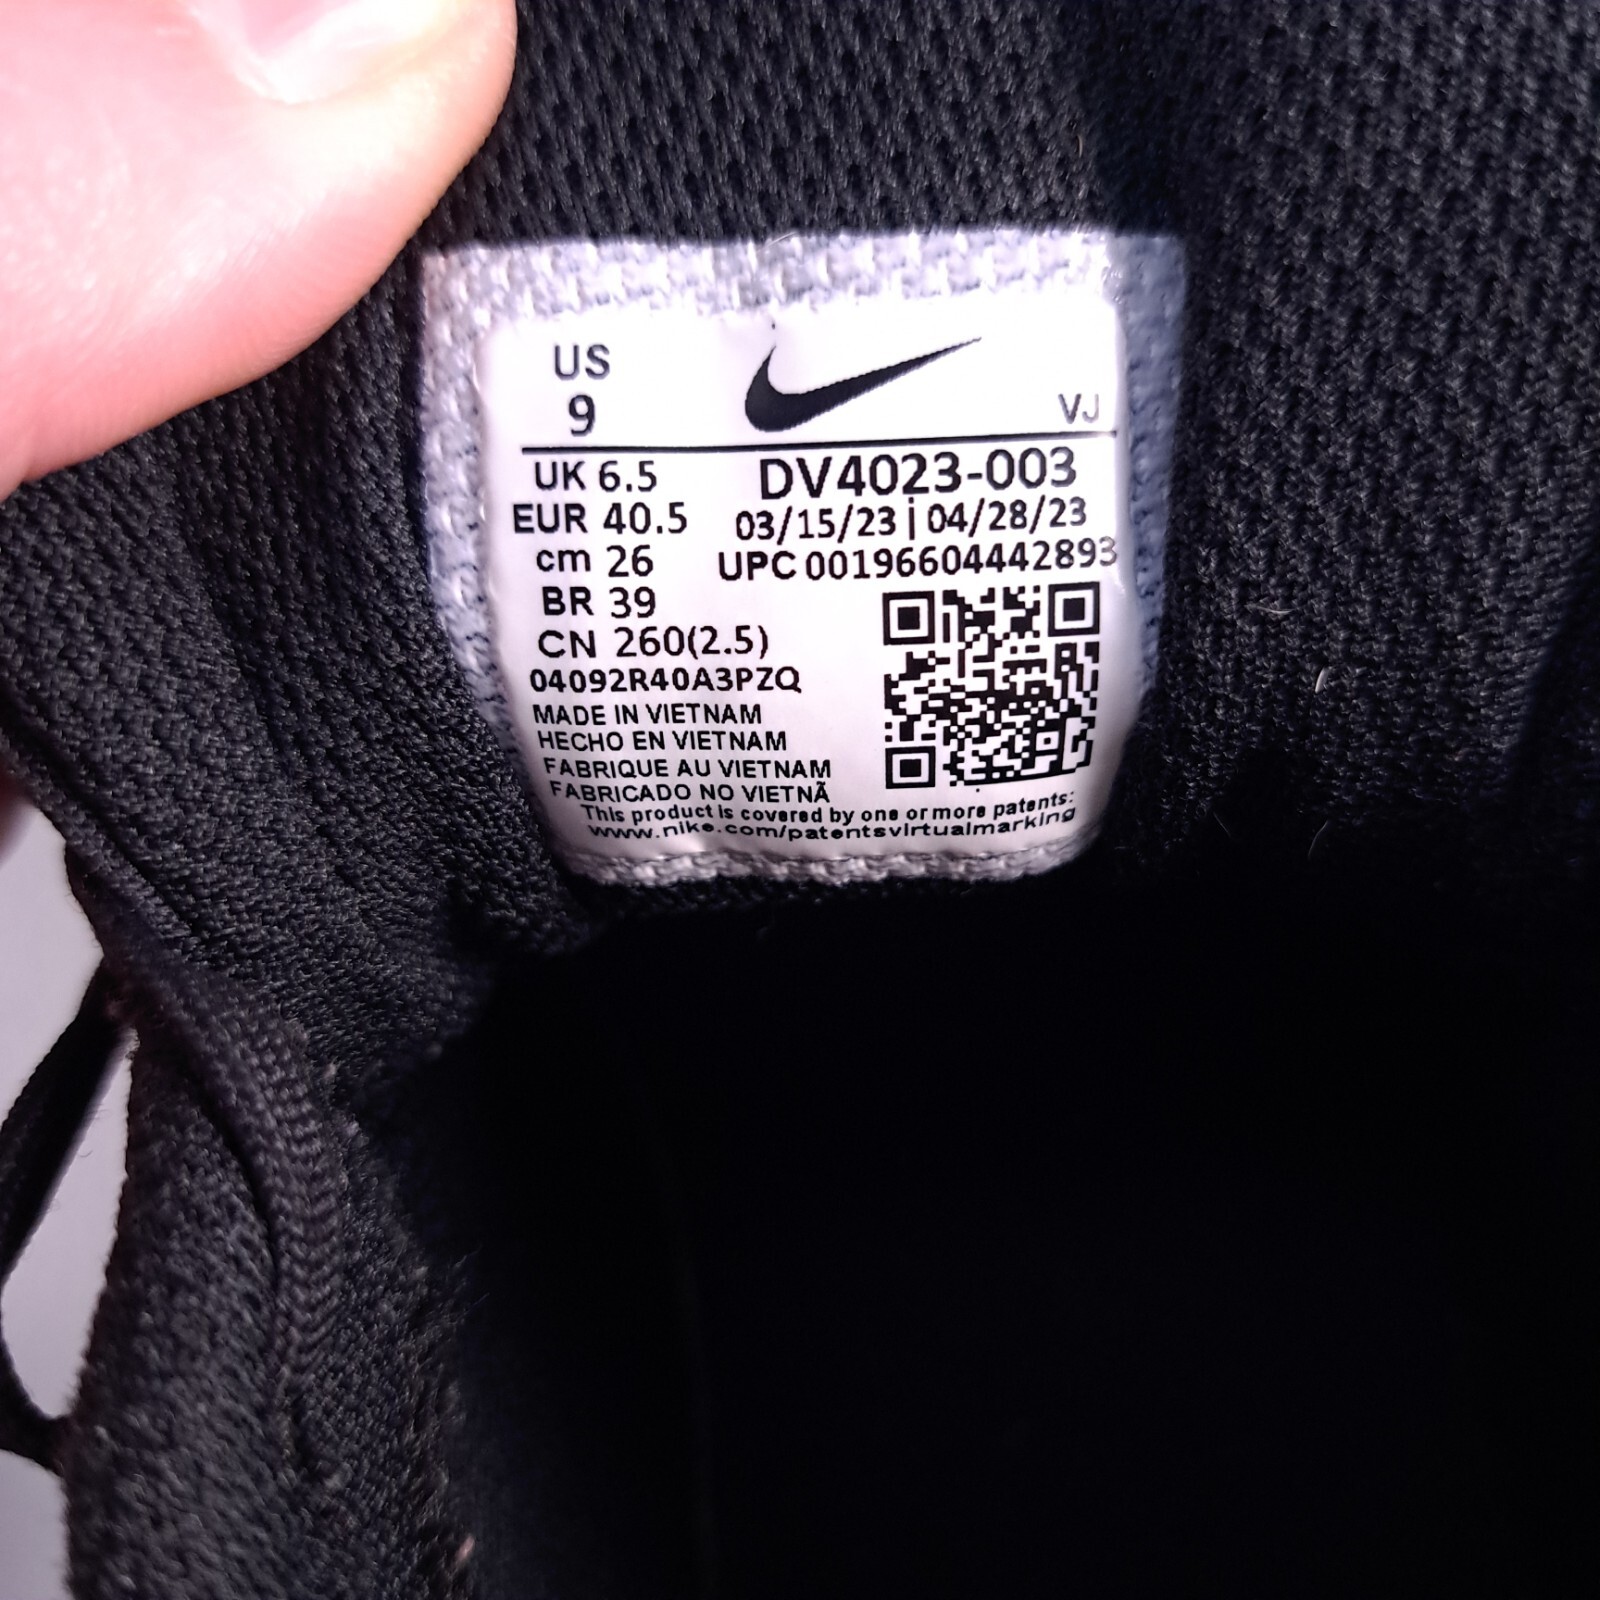 US
9
VJ
UK 6.5
DV4023-003
EUR 40.5
03/15/23 | 04/28/23
cm 26
UPC 001966044442893
BR 39
CN 260(2.5)
04092R40A3PZQ
MADE IN VIETNAM
HECHO EN VIETNAM
FABRIQUE AU VIETNAM
FABRICADO NO VIETNÃ
This product is covered by one or more patents:
www.nike.com/patentsvirtualmarking